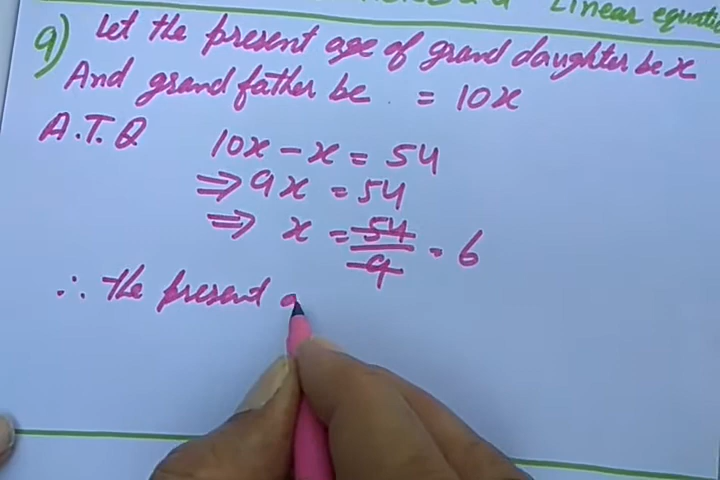 Linear equatio
9) Let the present age of grand daughter be x
And grand father be = 10x
A.T.Q 10x - x = 54
⇒ 9x = 54
⇒ x = 54/9 = 6
∴ the present a